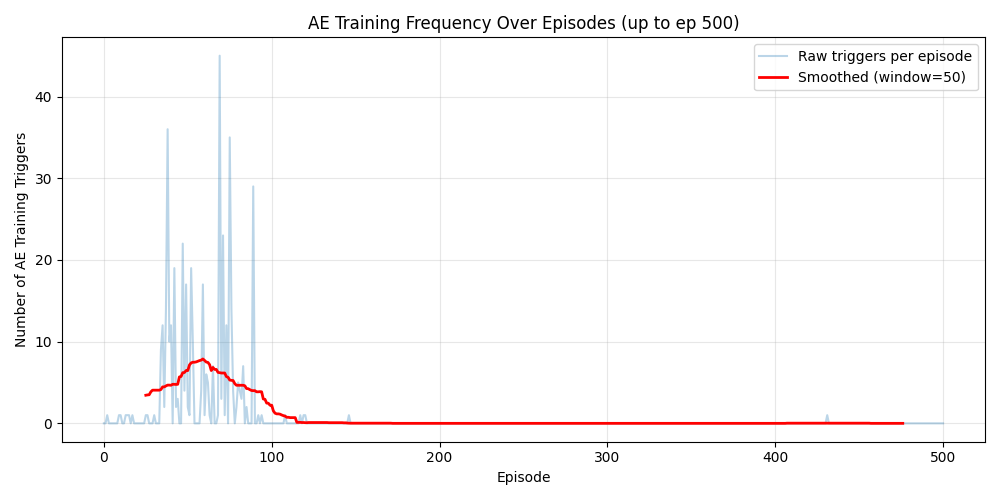 AE Training Frequency Over Episodes (up to ep 500)
Raw triggers per episode
Smoothed (window=50)
Number of AE Training Triggers
40
30
20
10
0
0 100 200 300 400 500
Episode